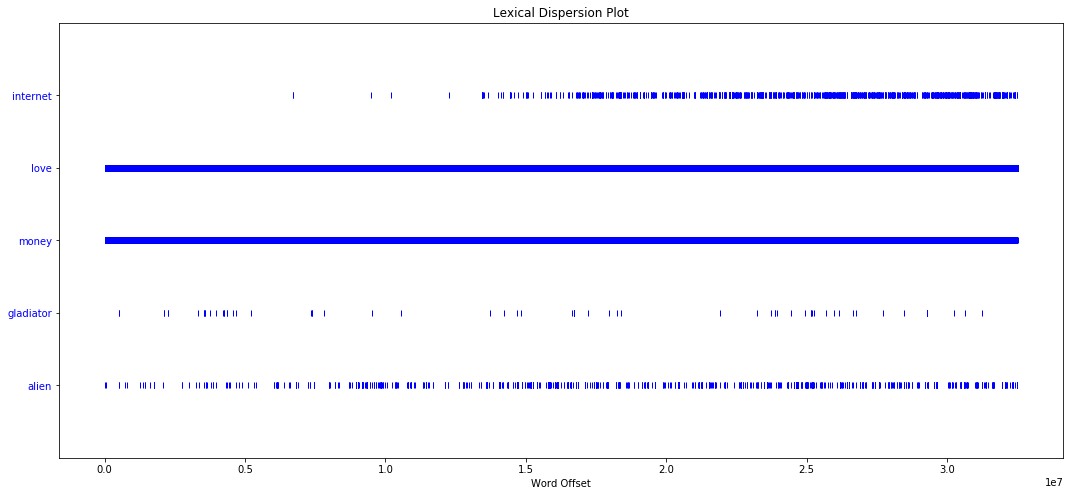 Lexical Dispersion Plot
internet
love
money
gladiator
alien
0.0 0.5 1.0 1.5 2.0 2.5 3.0
1e7
Word Offset